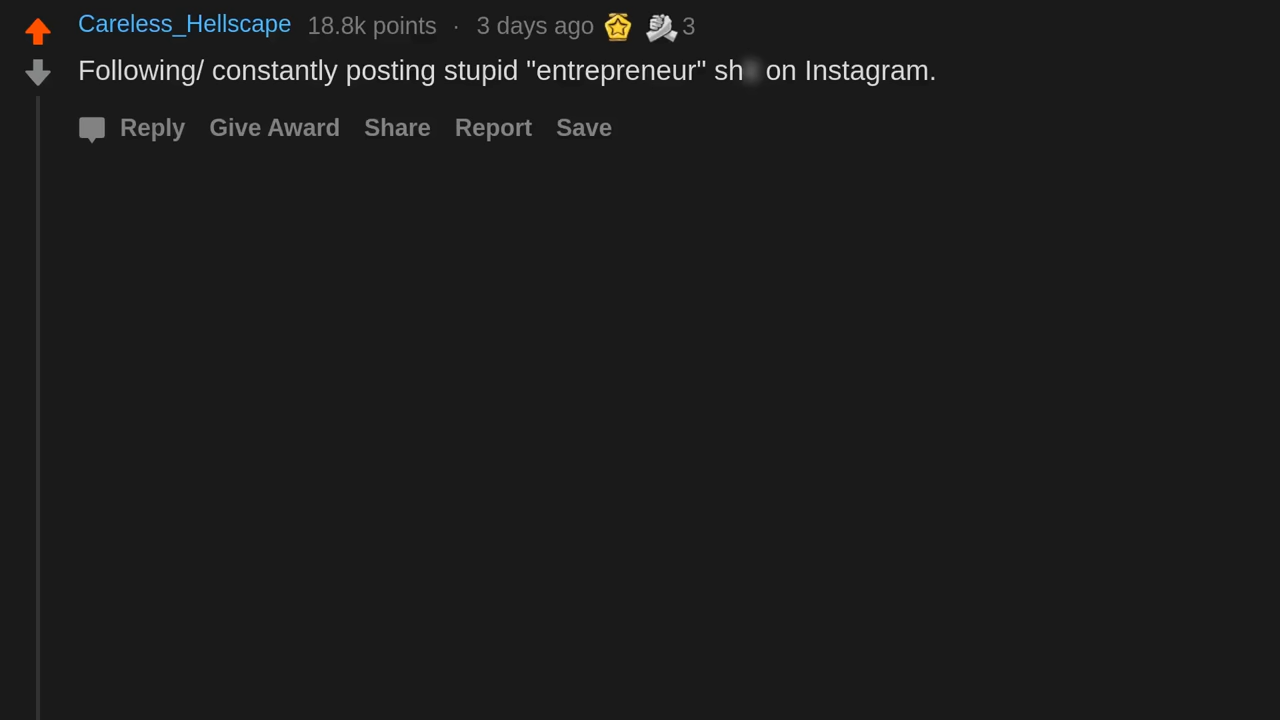 Careless_Hellscape 18.8k points · 3 days ago 3
Following/ constantly posting stupid "entrepreneur" sh on Instagram.
Reply Give Award Share Report Save